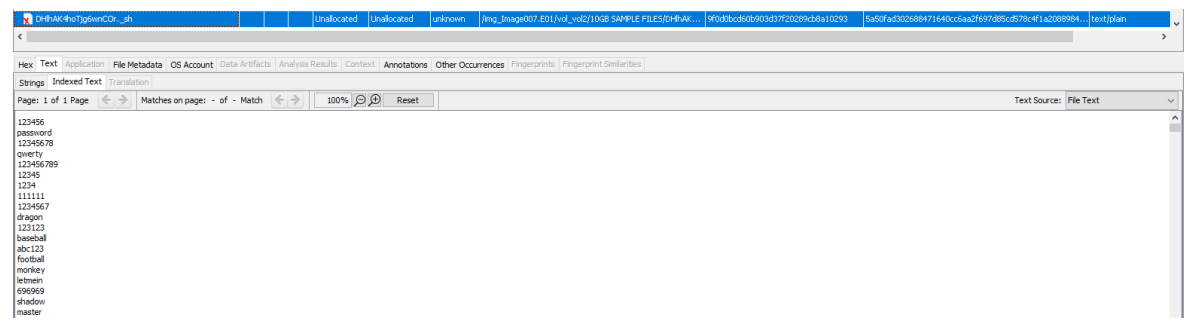 DHlhAK4hoTjg6wnCOr._sh Unallocated Unallocated unknown /img_Image007.E01/vol_vol2/10GB SAMPLE FILES/DHlhAK... 9f0d0bcd60b903d37f20289cb8a10293 5a50fad302688471640cc6aa2f697d85cd578c4f1a2088984... text/plain
Hex Text Application File Metadata OS Account Data Artifacts Analysis Results Context Annotations Other Occurrences Fingerprints Fingerprint Similarities
Strings Indexed Text Translation
Page: 1 of 1 Page Matches on page: - of - Match 100% Reset Text Source: File Text
123456
password
12345678
qwerty
123456789
12345
1234
111111
1234567
dragon
123123
baseball
abc123
football
monkey
letmein
696969
shadow
master